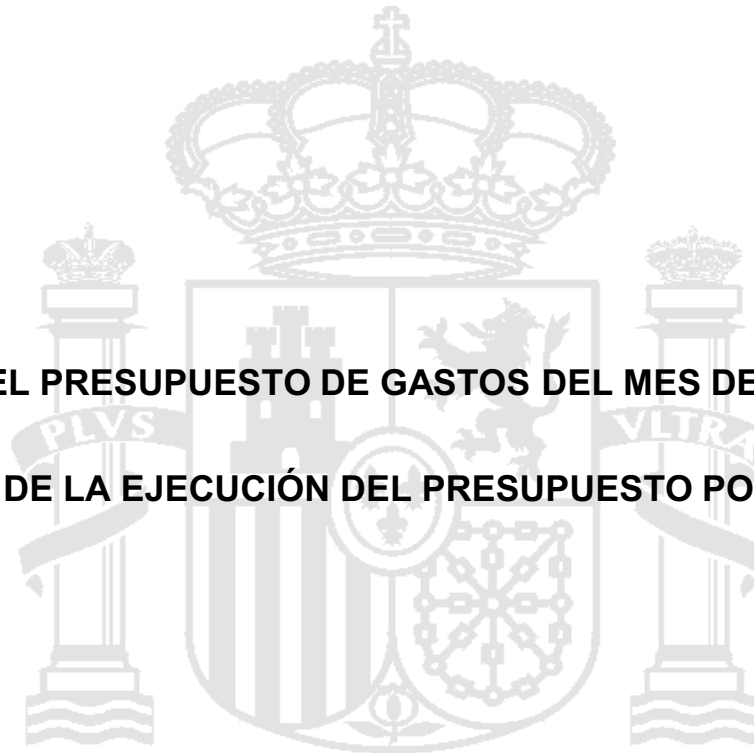 EL PRESUPUESTO DE GASTOS DEL MES DE
PLVS VLTRA
DE LA EJECUCIÓN DEL PRESUPUESTO PO